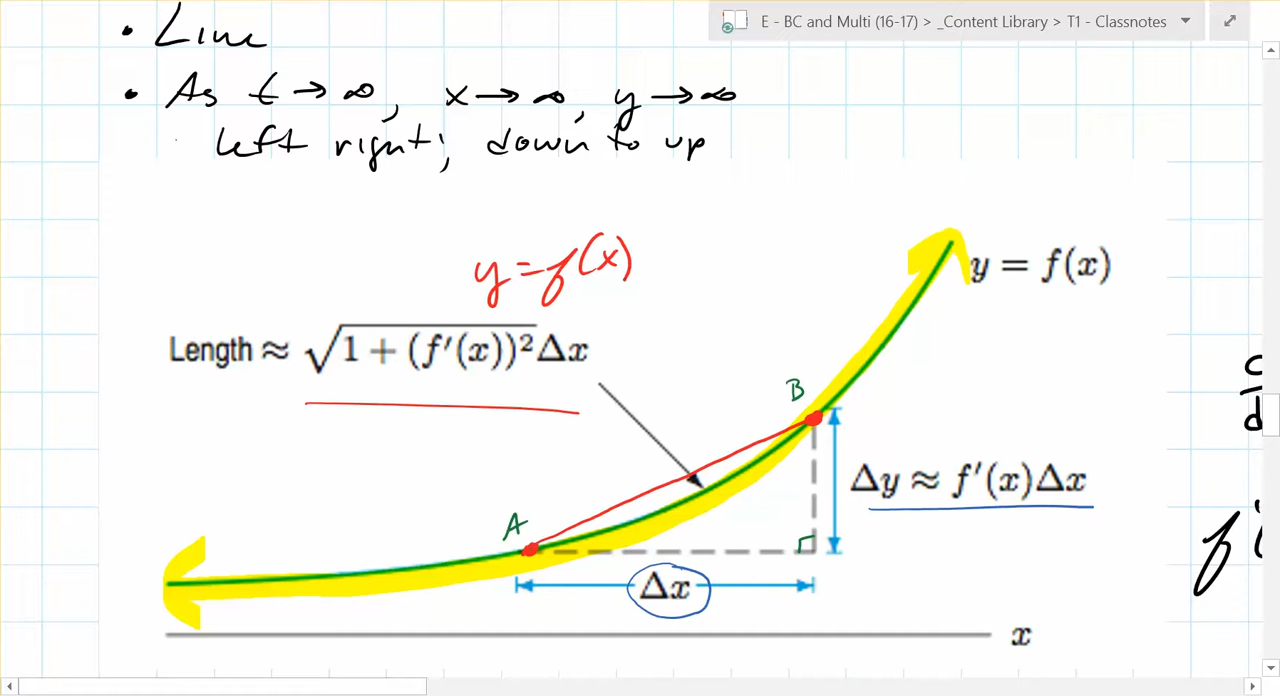 E - BC and Multi (16-17) > _Content Library > T1 - Classnotes
• Line
• As t → ∞, x → ∞, y → ∞
left right; down to up
y = f(x)
y = f(x)
Length ≈ √(1 + (f′(x))²) Δx
B
A
Δy ≈ f′(x)Δx
Δx
x